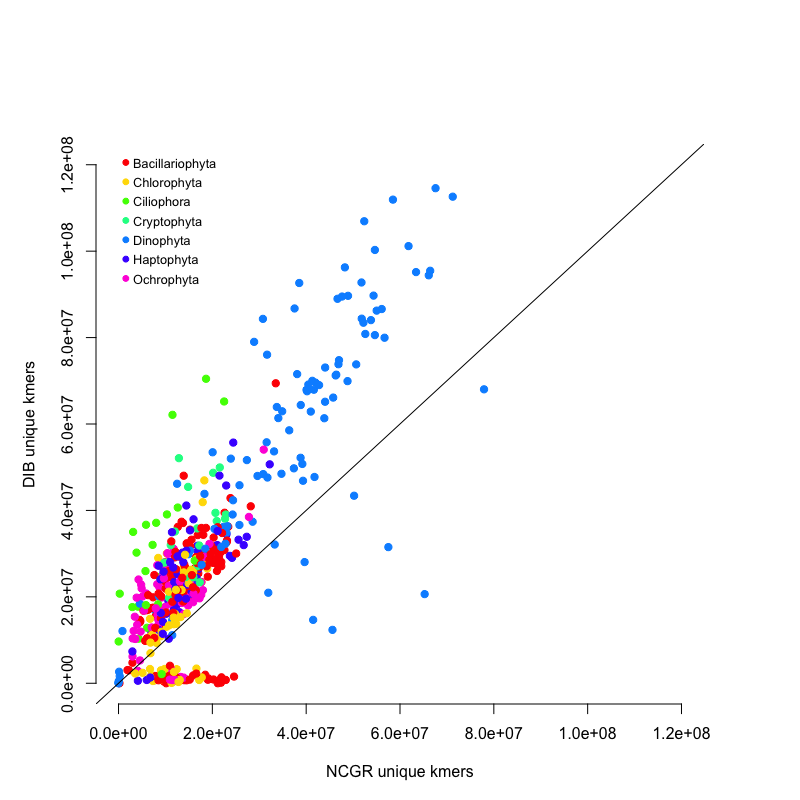 1.2e+08
1.0e+08
8.0e+07
6.0e+07
4.0e+07
2.0e+07
0.0e+00
DIB unique kmers
Bacillariophyta
Chlorophyta
Ciliophora
Cryptophyta
Dinophyta
Haptophyta
Ochrophyta
0.0e+00 2.0e+07 4.0e+07 6.0e+07 8.0e+07 1.0e+08 1.2e+08
NCGR unique kmers